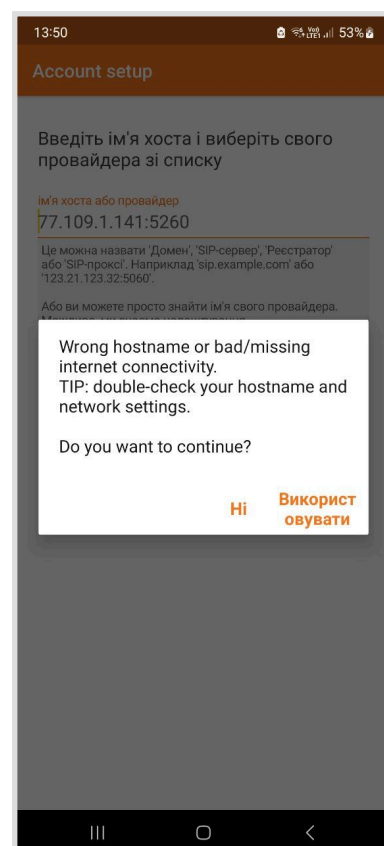 13:50
Vo))
LTE1
53%
Account setup
Введіть ім'я хоста і виберіть свого
провайдера зі списку
ім'я хоста або провайдер
77.109.1.141:5260
Це можна назвати 'Домен', 'SIP-сервер', 'Реєстратор'
або 'SIP-проксі'. Наприклад 'sip.example.com' або
'123.21.123.32:5060'.
Або ви можете просто знайти ім'я свого провайдера.
Wrong hostname or bad/missing
internet connectivity.
TIP: double-check your hostname and
network settings.
Do you want to continue?
Ні
Використ
овувати